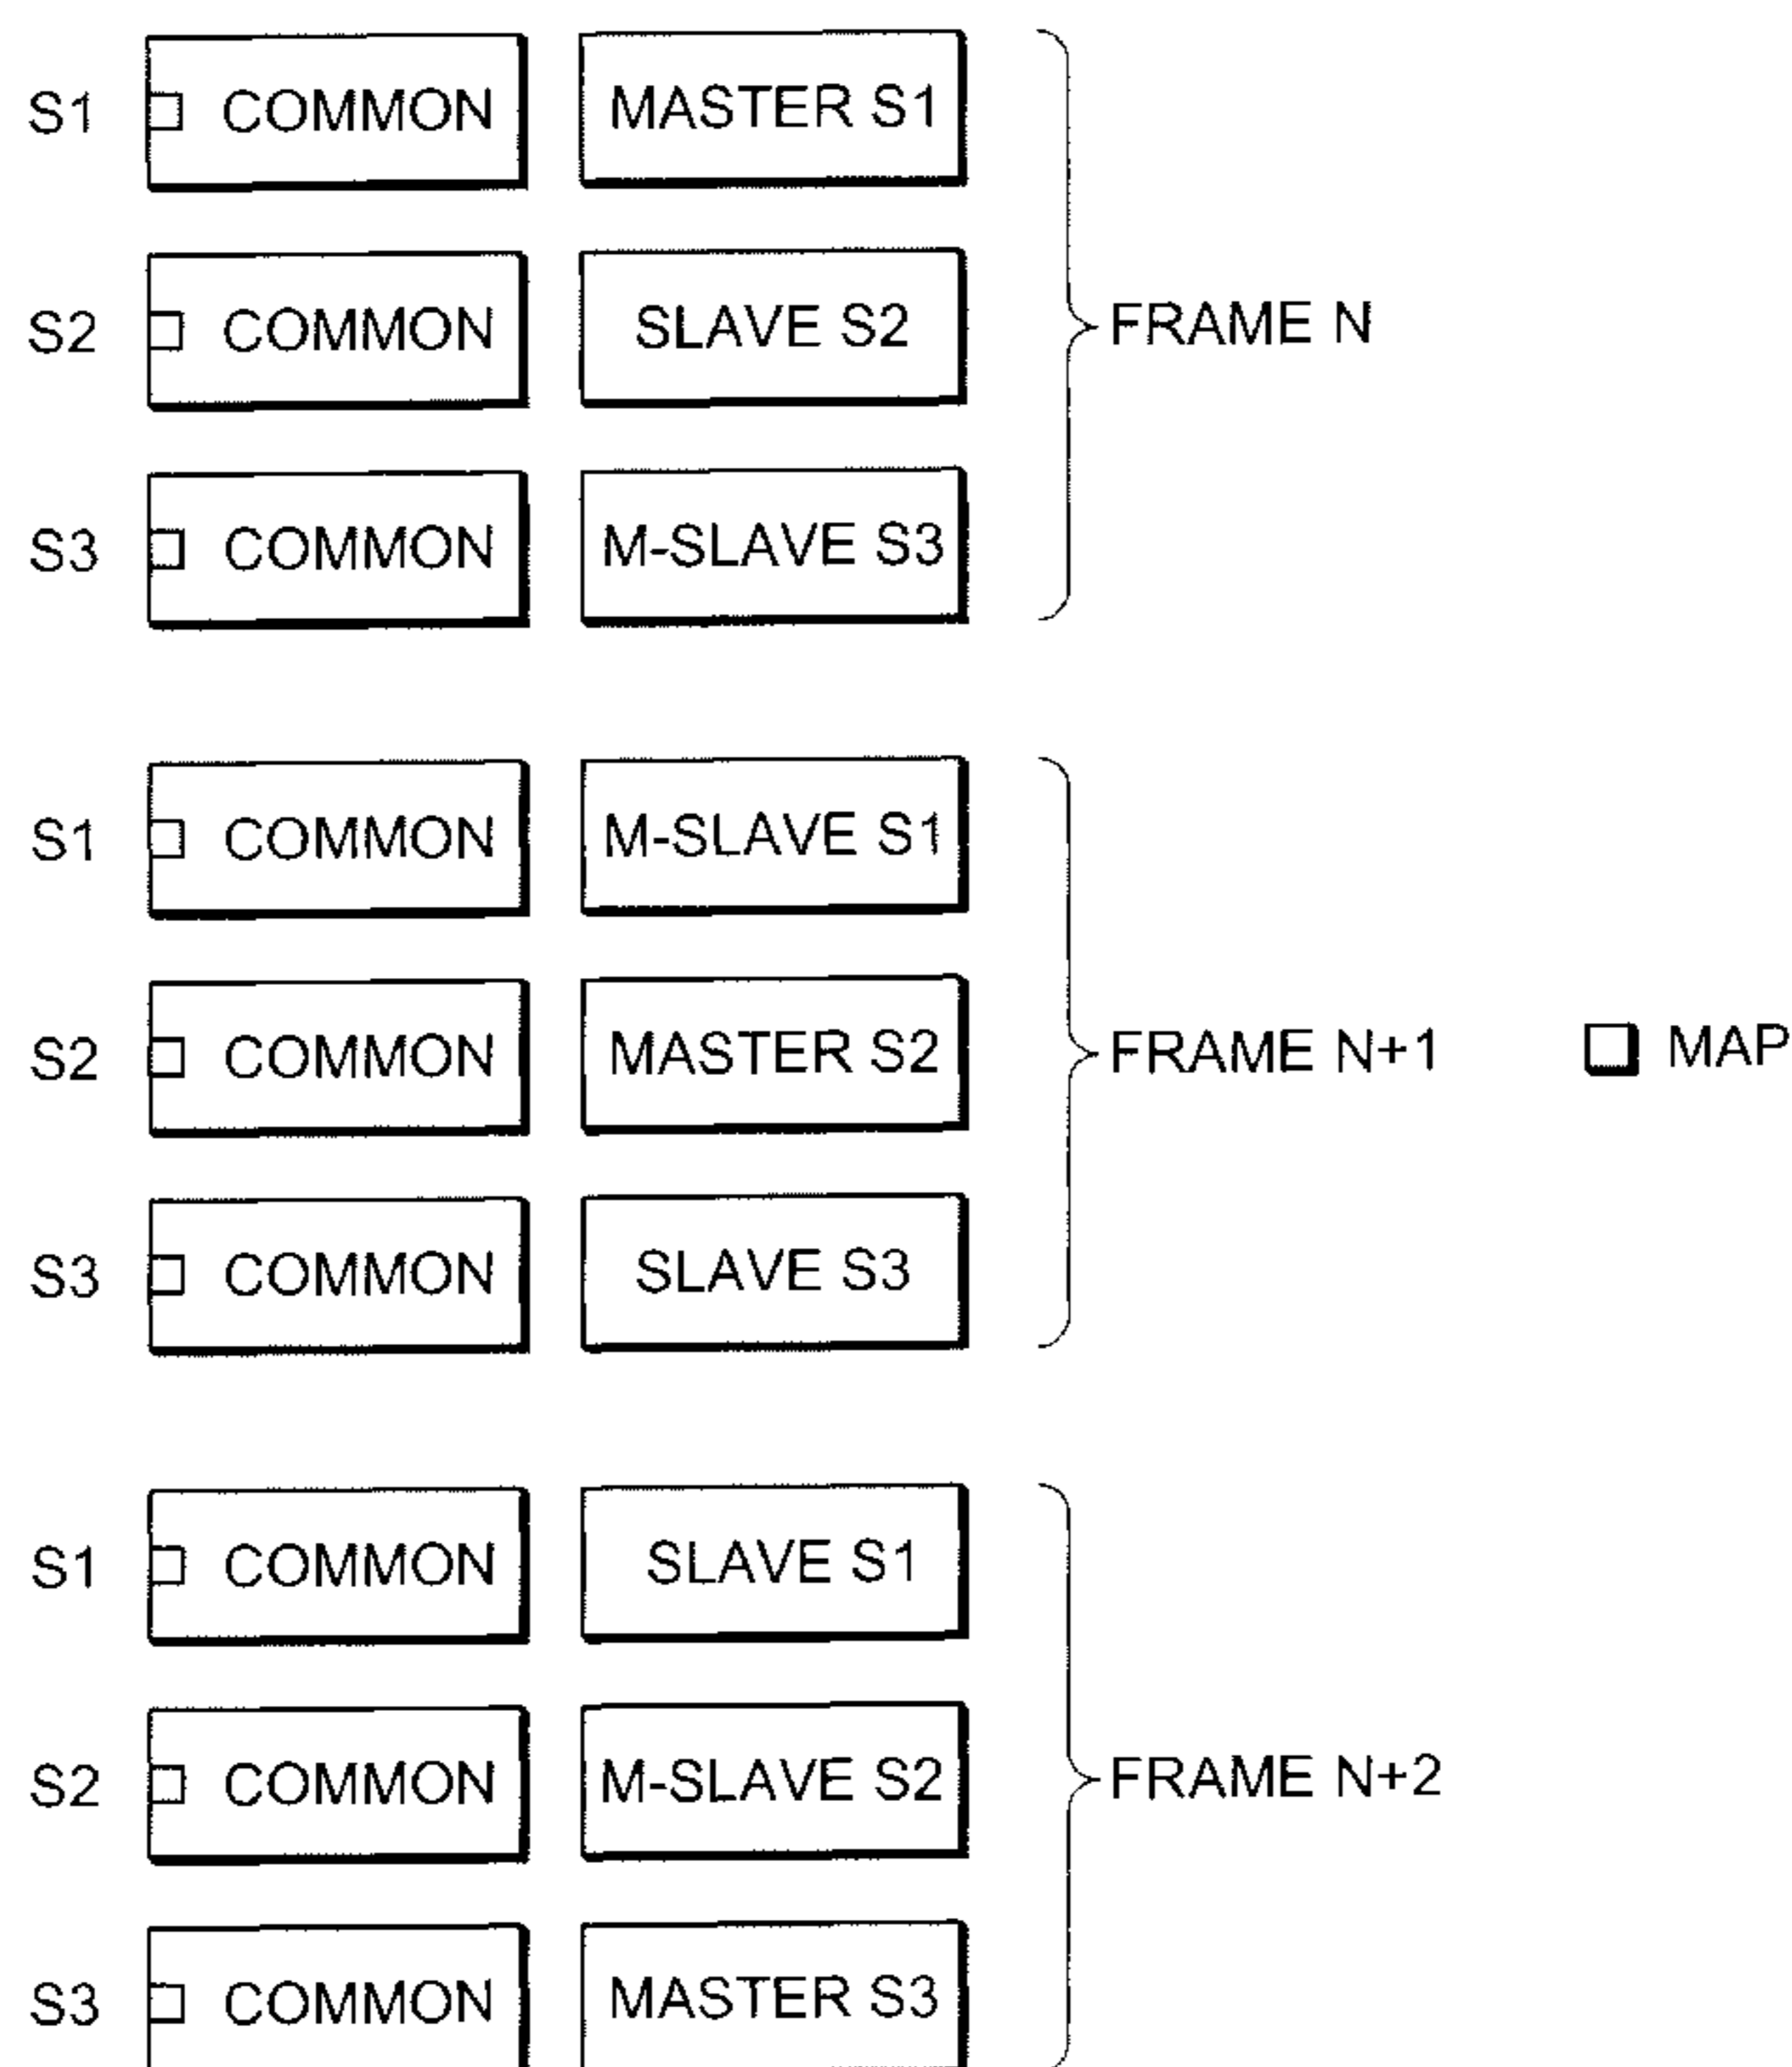 S1 COMMON MASTER S1
S2 COMMON SLAVE S2
FRAME N
S3 COMMON M-SLAVE S3
S1 COMMON M-SLAVE S1
S2 COMMON MASTER S2
FRAME N+1
MAP
S3 COMMON SLAVE S3
S1 COMMON SLAVE S1
S2 COMMON M-SLAVE S2
FRAME N+2
S3 COMMON MASTER S3